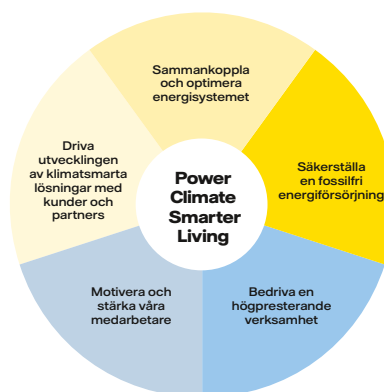 Sammankoppla
och optimera
energisystemet
Säkerställa
en fossilfri
energiförsörjning
Bedriva en
högpresterande
verksamhet
Motivera och
stärka våra
medarbetare
Driva
utvecklingen
av klimatsmarta
lösningar med
kunder och
partners
Power
Climate
Smarter
Living